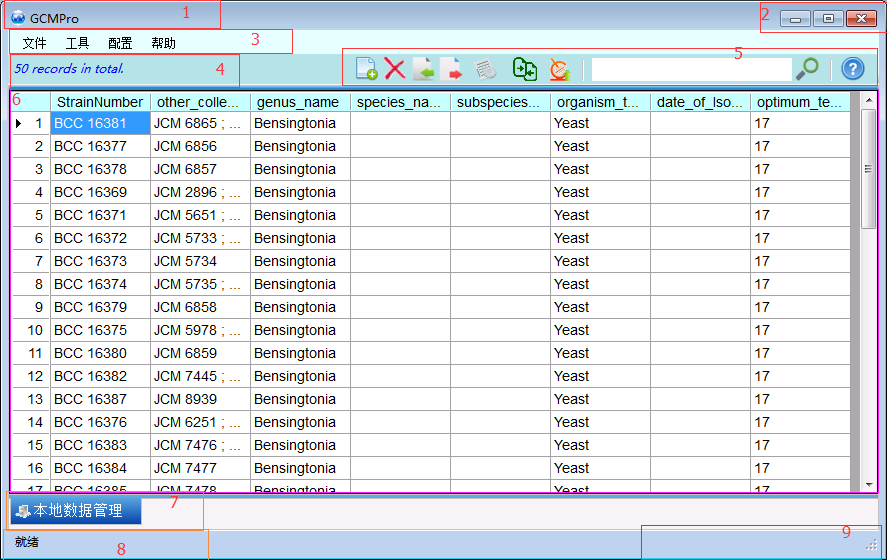 GCMPro 1 2
文件 工具 配置 帮助 3
50 records in total. 4 5
6 StrainNumber other_colle... genus_name species_na... subspecies... organism_t... date_of_Iso... optimum_te...
1 BCC 16381 JCM 6865 ; ... Bensingtonia Yeast 17
2 BCC 16377 JCM 6856 Bensingtonia Yeast 17
3 BCC 16378 JCM 6857 Bensingtonia Yeast 17
4 BCC 16369 JCM 2896 ; ... Bensingtonia Yeast 17
5 BCC 16371 JCM 5651 ; ... Bensingtonia Yeast 17
6 BCC 16372 JCM 5733 ; ... Bensingtonia Yeast 17
7 BCC 16373 JCM 5734 Bensingtonia Yeast 17
8 BCC 16374 JCM 5735 ; ... Bensingtonia Yeast 17
9 BCC 16379 JCM 6858 Bensingtonia Yeast 17
10 BCC 16375 JCM 5978 ; ... Bensingtonia Yeast 17
11 BCC 16380 JCM 6859 Bensingtonia Yeast 17
12 BCC 16382 JCM 7445 ; ... Bensingtonia Yeast 17
13 BCC 16387 JCM 8939 Bensingtonia Yeast 17
14 BCC 16376 JCM 6251 ; ... Bensingtonia Yeast 17
15 BCC 16383 JCM 7476 ; ... Bensingtonia Yeast 17
16 BCC 16384 JCM 7477 Bensingtonia Yeast 17
17 BCC 16385 JCM 7478 Bensingtonia Yeast 17
本地数据管理 7
就绪 8 9